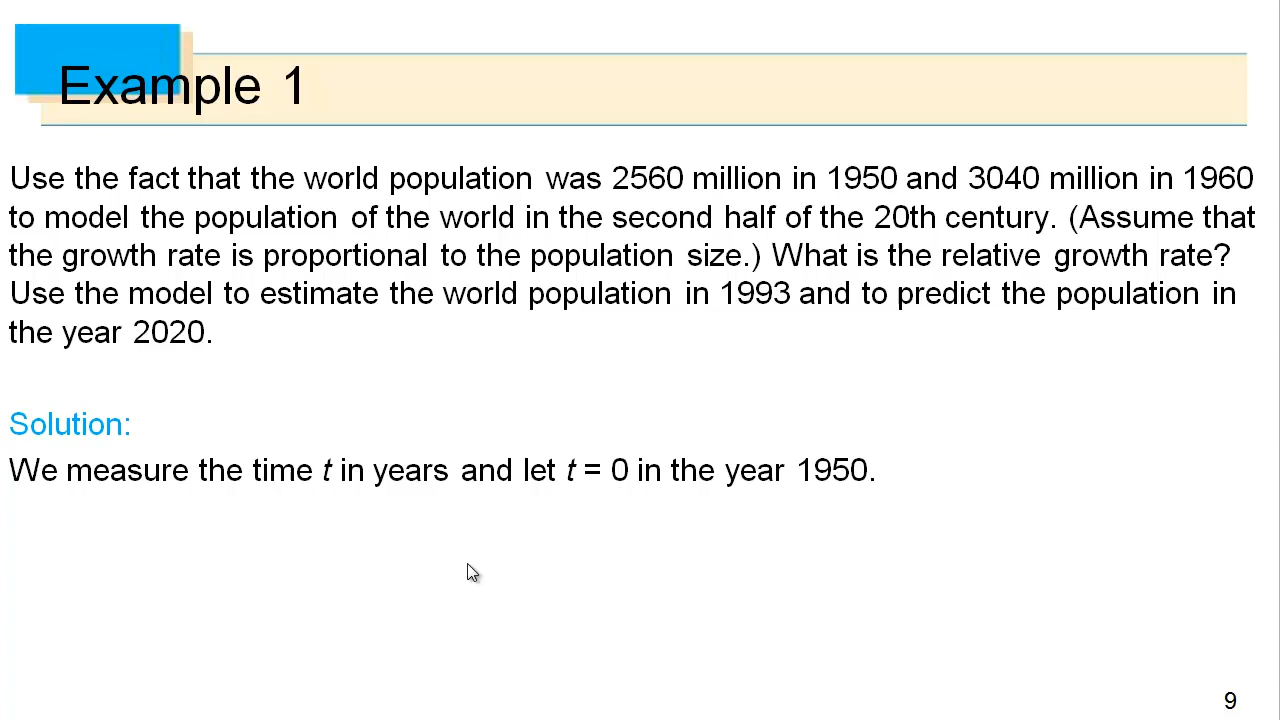 Example 1
Use the fact that the world population was 2560 million in 1950 and 3040 million in 1960
to model the population of the world in the second half of the 20th century. (Assume that
the growth rate is proportional to the population size.) What is the relative growth rate?
Use the model to estimate the world population in 1993 and to predict the population in
the year 2020.
Solution:
We measure the time t in years and let t = 0 in the year 1950.
9